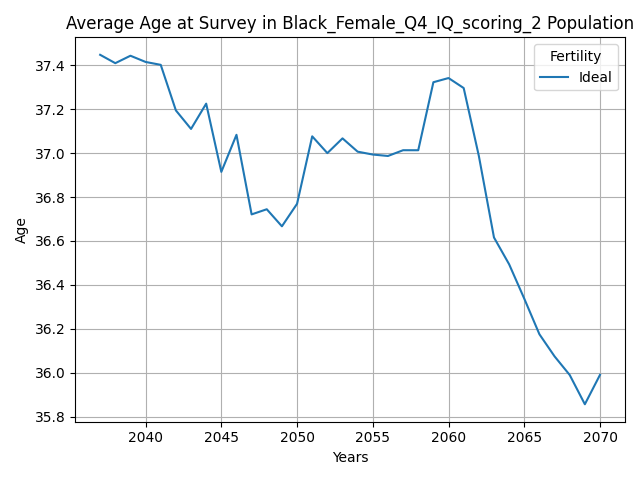 Average Age at Survey in Black_Female_Q4_IQ_scoring_2 Population
Fertility
Ideal
37.4
37.2
37.0
36.8
36.6
36.4
36.2
36.0
35.8
Age
2040 2045 2050 2055 2060 2065 2070
Years